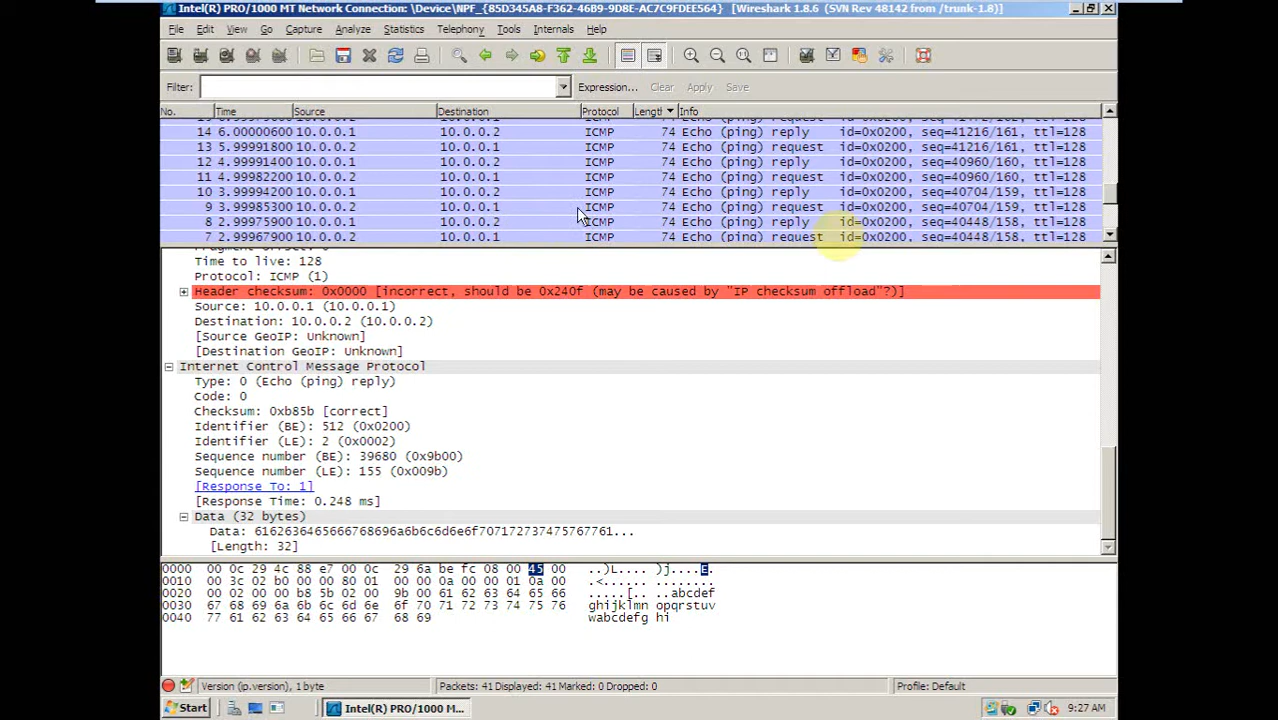 Intel(R) PRO/1000 MT Network Connection: \Device\NPF_{85D345A8-F362-46B9-9D8E-AC7C9FDEE564} [Wireshark 1.8.6 (SVN Rev 48142 from /trunk-1.8)]
File Edit View Go Capture Analyze Statistics Telephony Tools Internals Help
Filter: Expression... Clear Apply Save
No. Time Source Destination Protocol Length Info
14 6.00000600 10.0.0.1 10.0.0.2 ICMP 74 Echo (ping) reply id=0x0200, seq=41216/161, ttl=128
13 5.99991800 10.0.0.2 10.0.0.1 ICMP 74 Echo (ping) request id=0x0200, seq=41216/161, ttl=128
12 4.99991400 10.0.0.1 10.0.0.2 ICMP 74 Echo (ping) reply id=0x0200, seq=40960/160, ttl=128
11 4.99982200 10.0.0.2 10.0.0.1 ICMP 74 Echo (ping) request id=0x0200, seq=40960/160, ttl=128
10 3.99994200 10.0.0.1 10.0.0.2 ICMP 74 Echo (ping) reply id=0x0200, seq=40704/159, ttl=128
9 3.99985300 10.0.0.2 10.0.0.1 ICMP 74 Echo (ping) request id=0x0200, seq=40704/159, ttl=128
8 2.99975900 10.0.0.1 10.0.0.2 ICMP 74 Echo (ping) reply id=0x0200, seq=40448/158, ttl=128
7 2.99967900 10.0.0.2 10.0.0.1 ICMP 74 Echo (ping) request id=0x0200, seq=40448/158, ttl=128
Fragment offset: 0
Time to live: 128
Protocol: ICMP (1)
Header checksum: 0x0000 [incorrect, should be 0x240f (may be caused by "IP checksum offload"?)]
Source: 10.0.0.1 (10.0.0.1)
Destination: 10.0.0.2 (10.0.0.2)
[Source GeoIP: Unknown]
[Destination GeoIP: Unknown]
Internet Control Message Protocol
Type: 0 (Echo (ping) reply)
Code: 0
Checksum: 0xb85b [correct]
Identifier (BE): 512 (0x0200)
Identifier (LE): 2 (0x0002)
Sequence number (BE): 39680 (0x9b00)
Sequence number (LE): 155 (0x009b)
[Response To: 1]
[Response Time: 0.248 ms]
Data (32 bytes)
Data: 6162636465666768696a6b6c6d6e6f707172737475767761...
[Length: 32]
0000 00 0c 29 4c 88 e7 00 0c 29 6a be fc 08 00 45 00 ..)L.... )j....E.
0010 00 3c 02 b0 00 00 80 01 00 00 0a 00 00 01 0a 00 .<...... ........
0020 00 02 00 00 b8 5b 02 00 9b 00 61 62 63 64 65 66 .....[.. ..abcdef
0030 67 68 69 6a 6b 6c 6d 6e 6f 70 71 72 73 74 75 76 ghijklmn opqrstuv
0040 77 61 62 63 64 65 66 67 68 69 wabcdefg hi
Version (ip.version), 1 byte Packets: 41 Displayed: 41 Marked: 0 Dropped: 0 Profile: Default
Start Intel(R) PRO/1000 M... 9:27 AM